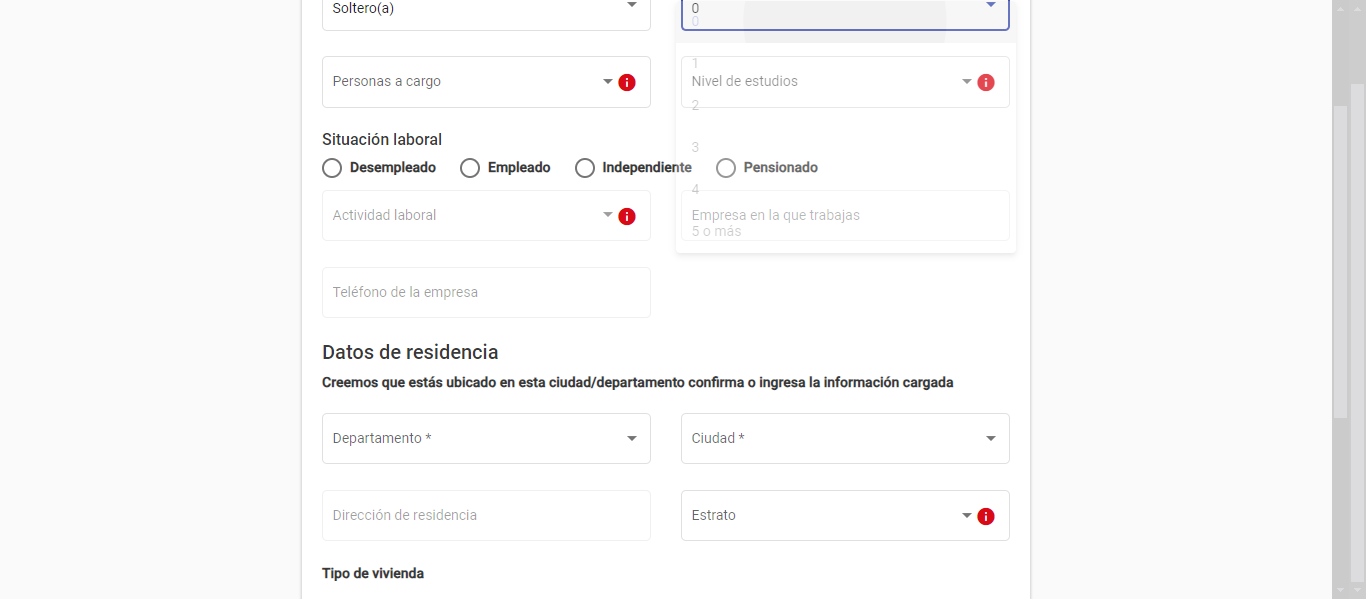 Soltero(a)
0
0
1
Personas a cargo
Nivel de estudios
2
Situación laboral
3
Desempleado Empleado Independiente Pensionado
4
Actividad laboral
Empresa en la que trabajas
5 o más
Teléfono de la empresa
Datos de residencia
Creemos que estás ubicado en esta ciudad/departamento confirma o ingresa la información cargada
Departamento *
Ciudad *
Dirección de residencia
Estrato
Tipo de vivienda